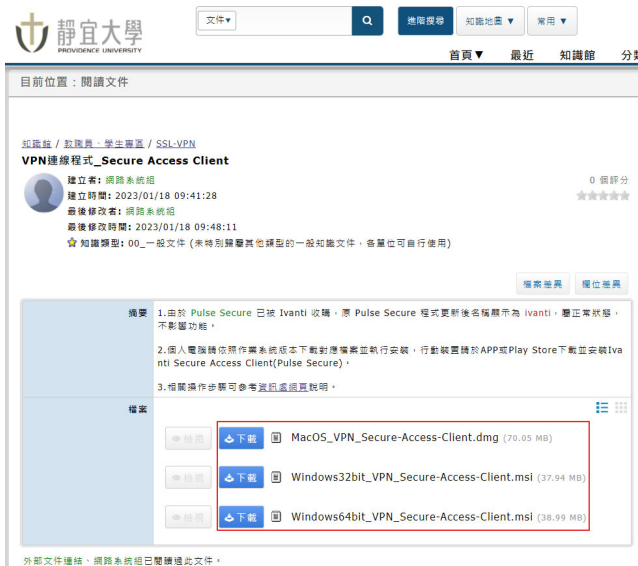 靜宜大學
PROVIDENCE UNIVERSITY
文件▼
進階搜尋
知識地圖 ▼
常用 ▼
首頁▼ 最近 知識館 分類
目前位置：閱讀文件
知識館 / 教職員、學生專區 / SSL-VPN
VPN連線程式_Secure Access Client
建立者: 網路系統組
0 個評分
建立時間: 2023/01/18 09:41:28
最後修改者: 網路系統組
最後修改時間: 2023/01/18 09:48:11
知識類型: 00_一般文件 (未特別歸屬其他類型的一般知識文件，各單位可自行使用)
檔案差異 欄位差異
摘要
1.由於 Pulse Secure 已被 Ivanti 收購，原 Pulse Secure 程式更新後名稱顯示為 ivanti，屬正常狀態，
不影響功能。
2.個人電腦請依照作業系統版本下載對應檔案並執行安裝，行動裝置請於APP或Play Store下載並安裝Iva
nti Secure Access Client(Pulse Secure)。
3.相關操作步驟可參考資訊處網頁說明。
檔案
檢視 下載 MacOS_VPN_Secure-Access-Client.dmg (70.05 MB)
檢視 下載 Windows32bit_VPN_Secure-Access-Client.msi (37.94 MB)
檢視 下載 Windows64bit_VPN_Secure-Access-Client.msi (38.99 MB)
外部文件連結、網路系統組已閱讀過此文件。